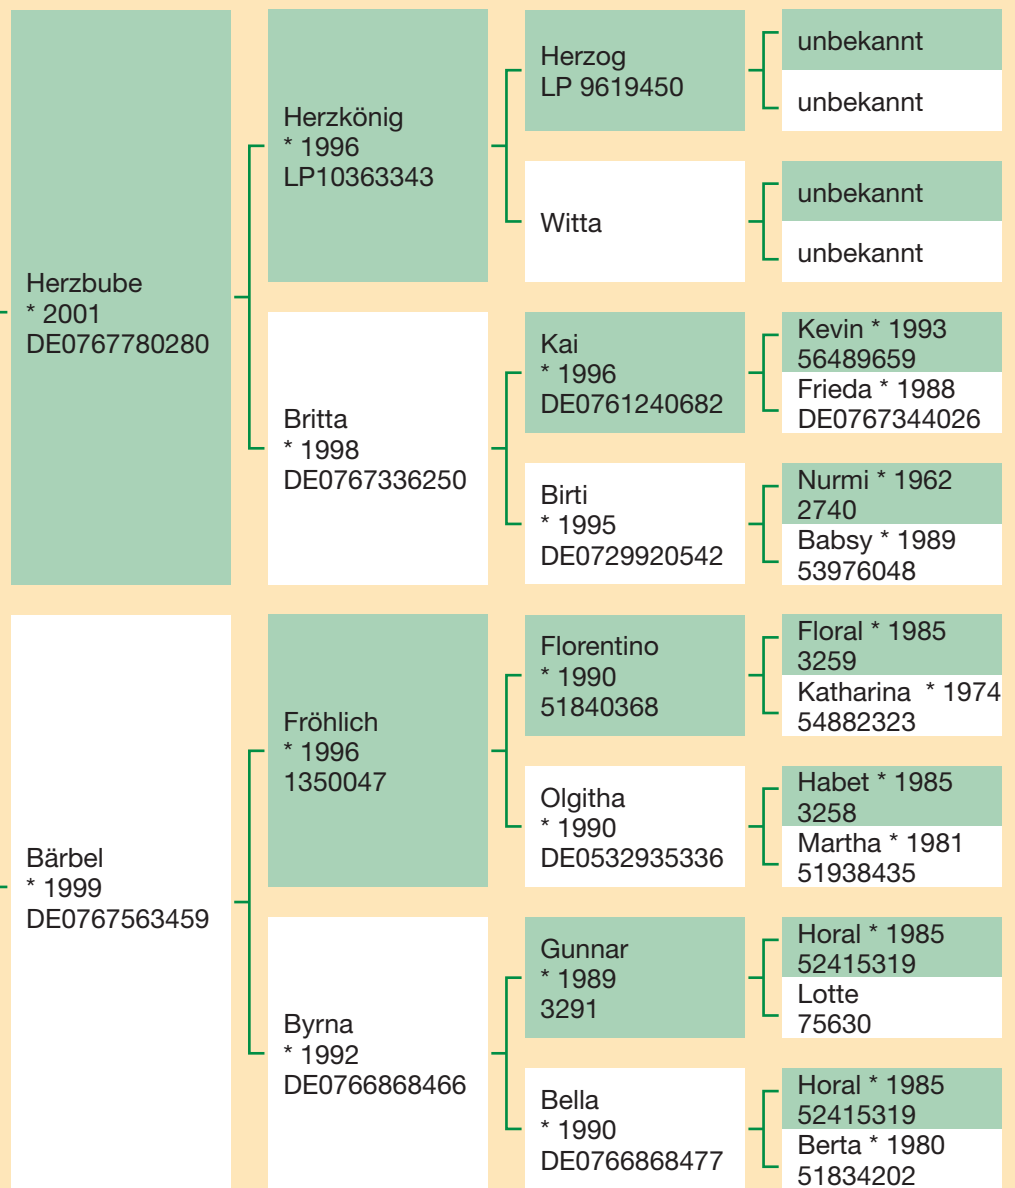 Herzbube
* 2001
DE0767780280
Herzkönig
* 1996
LP10363343
Herzog
LP 9619450
unbekannt
unbekannt
Witta
unbekannt
unbekannt
Britta
* 1998
DE0767336250
Kai
* 1996
DE0761240682
Kevin * 1993
56489659
Frieda * 1988
DE0767344026
Birti
* 1995
DE0729920542
Nurmi * 1962
2740
Babsy * 1989
53976048
Bärbel
* 1999
DE0767563459
Fröhlich
* 1996
1350047
Florentino
* 1990
51840368
Floral * 1985
3259
Katharina * 1974
54882323
Olgitha
* 1990
DE0532935336
Habet * 1985
3258
Martha * 1981
51938435
Byrna
* 1992
DE0766868466
Gunnar
* 1989
3291
Horal * 1985
52415319
Lotte
75630
Bella
* 1990
DE0766868477
Horal * 1985
52415319
Berta * 1980
51834202